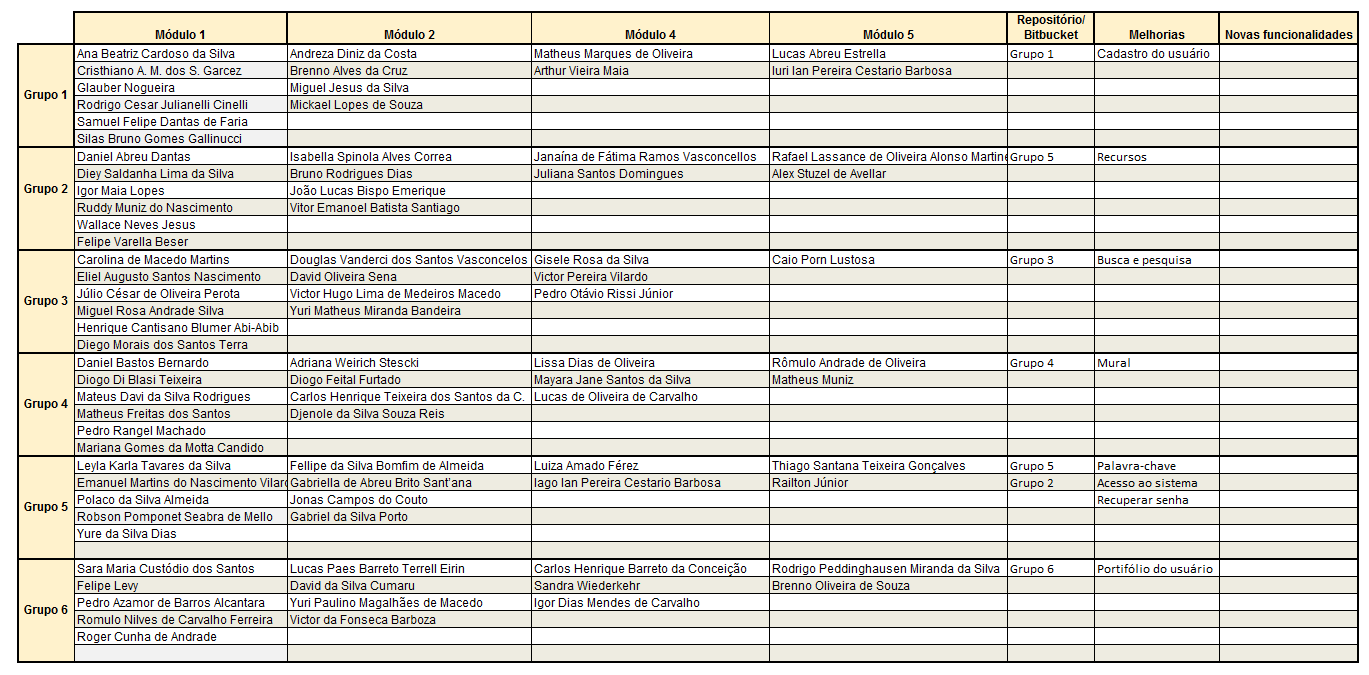 Módulo 1 Módulo 2 Módulo 4 Módulo 5 Repositório/ Bitbucket Melhorias Novas funcionalidades
Grupo 1
Ana Beatriz Cardoso da Silva Andreza Diniz da Costa Matheus Marques de Oliveira Lucas Abreu Estrella Grupo 1 Cadastro do usuário
Cristhiano A. M. dos S. Garcez Brenno Alves da Cruz Arthur Vieira Maia Iuri Ian Pereira Cestario Barbosa
Glauber Nogueira Miguel Jesus da Silva
Rodrigo Cesar Julianelli Cinelli Mickael Lopes de Souza
Samuel Felipe Dantas de Faria
Silas Bruno Gomes Gallinucci
Grupo 2
Daniel Abreu Dantas Isabella Spinola Alves Correa Janaína de Fátima Ramos Vasconcellos Rafael Lassance de Oliveira Alonso Martine Grupo 5 Recursos
Diey Saldanha Lima da Silva Bruno Rodrigues Dias Juliana Santos Domingues Alex Stuzel de Avellar
Igor Maia Lopes João Lucas Bispo Emerique
Ruddy Muniz do Nascimento Vitor Emanoel Batista Santiago
Wallace Neves Jesus
Felipe Varella Beser
Grupo 3
Carolina de Macedo Martins Douglas Vanderci dos Santos Vasconcelos Gisele Rosa da Silva Caio Porn Lustosa Grupo 3 Busca e pesquisa
Eliel Augusto Santos Nascimento David Oliveira Sena Victor Pereira Vilardo
Júlio César de Oliveira Perota Victor Hugo Lima de Medeiros Macedo Pedro Otávio Rissi Júnior
Miguel Rosa Andrade Silva Yuri Matheus Miranda Bandeira
Henrique Cantisano Blumer Abi-Abib
Diego Morais dos Santos Terra
Grupo 4
Daniel Bastos Bernardo Adriana Weirich Stescki Lissa Dias de Oliveira Rômulo Andrade de Oliveira Grupo 4 Mural
Diogo Di Blasi Teixeira Diogo Feital Furtado Mayara Jane Santos da Silva Matheus Muniz
Mateus Davi da Silva Rodrigues Carlos Henrique Teixeira dos Santos da C. Lucas de Oliveira de Carvalho
Matheus Freitas dos Santos Djenole da Silva Souza Reis
Pedro Rangel Machado
Mariana Gomes da Motta Candido
Grupo 5
Leyla Karla Tavares da Silva Fellipe da Silva Bomfim de Almeida Luiza Amado Férez Thiago Santana Teixeira Gonçalves Grupo 5 Palavra-chave
Emanuel Martins do Nascimento Vilard Gabriella de Abreu Brito Sant'ana Iago Ian Pereira Cestario Barbosa Railton Júnior Grupo 2 Acesso ao sistema
Polaco da Silva Almeida Jonas Campos do Couto Recuperar senha
Robson Pomponet Seabra de Mello Gabriel da Silva Porto
Yure da Silva Dias
Grupo 6
Sara Maria Custódio dos Santos Lucas Paes Barreto Terrell Eirin Carlos Henrique Barreto da Conceição Rodrigo Peddinghausen Miranda da Silva Grupo 6 Portifólio do usuário
Felipe Levy David da Silva Cumaru Sandra Wiederkehr Brenno Oliveira de Souza
Pedro Azamor de Barros Alcantara Yuri Paulino Magalhães de Macedo Igor Dias Mendes de Carvalho
Romulo Nilves de Carvalho Ferreira Victor da Fonseca Barboza
Roger Cunha de Andrade